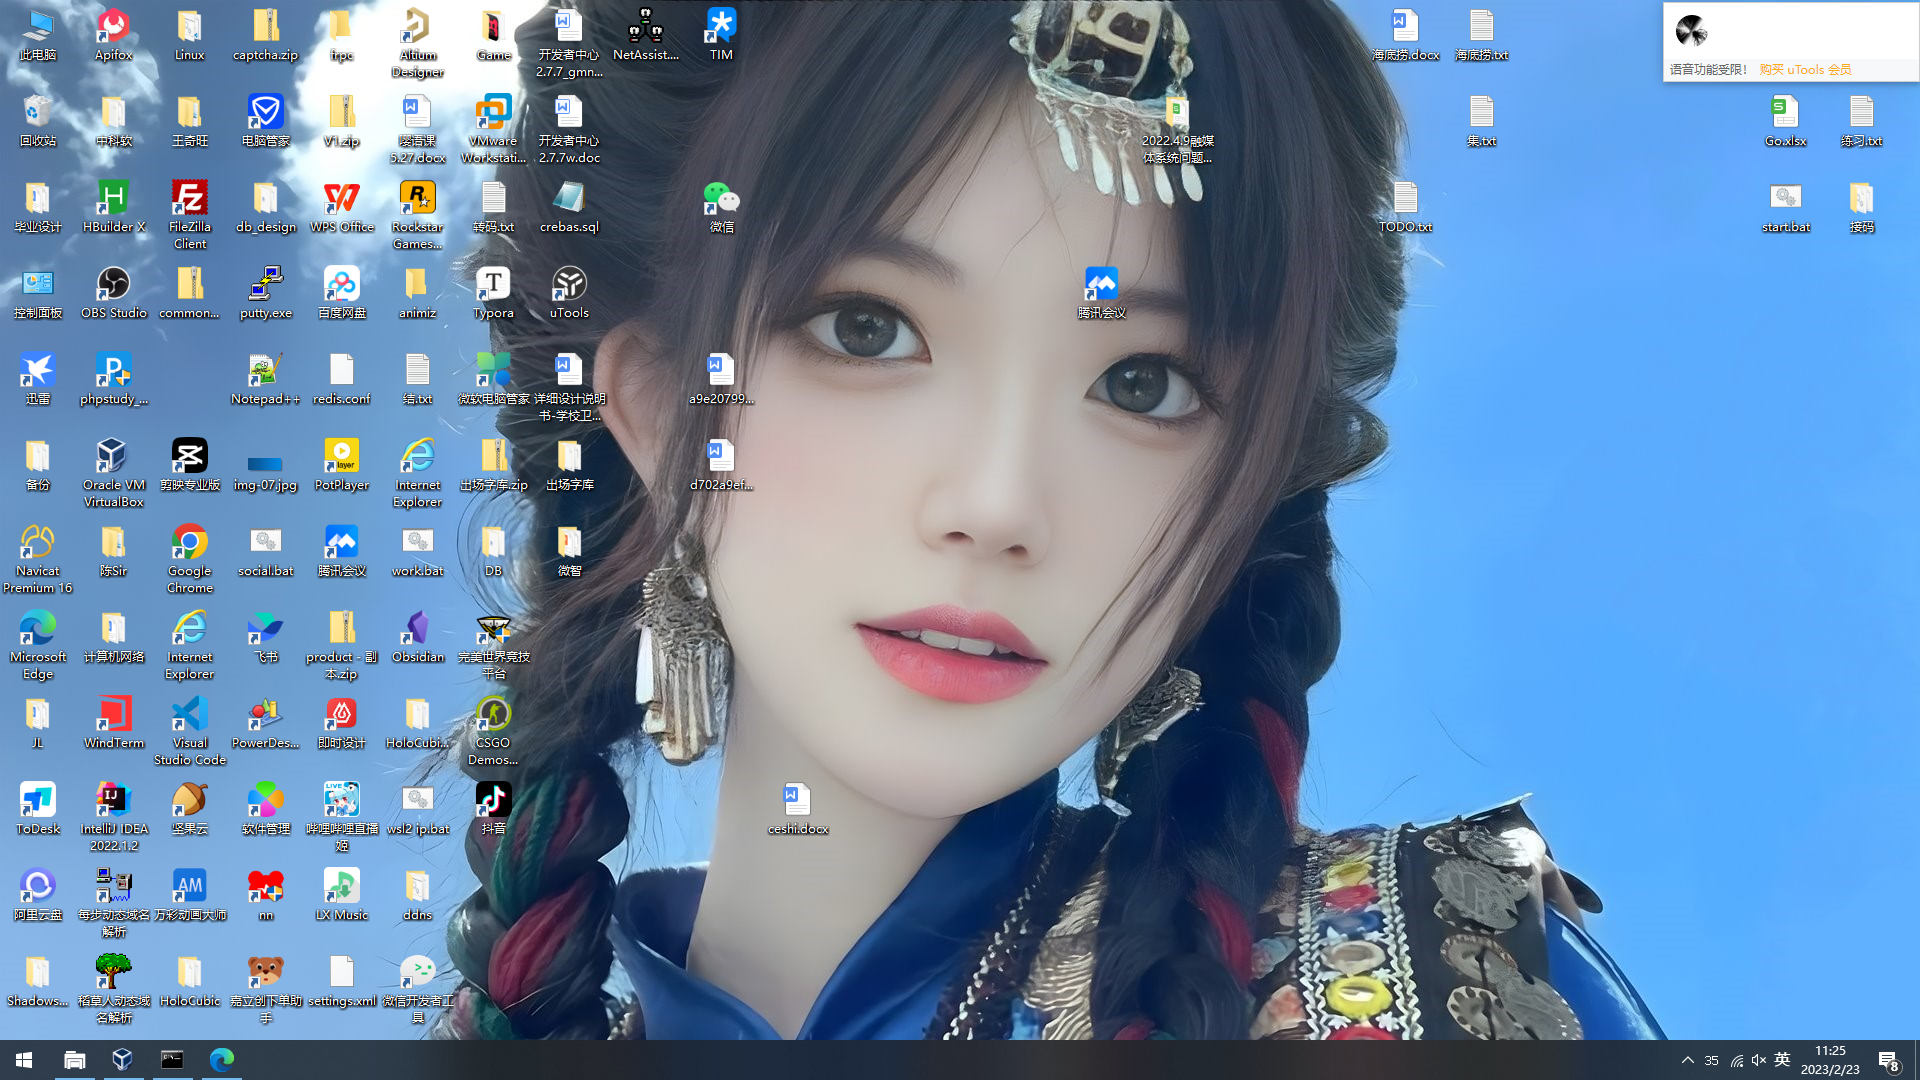 此电脑
Apifox
Linux
captcha.zip
frpc
Altium
Designer
Game
开发者中心
2.7.7_gmn...
NetAssist....
TIM
海底捞.docx
海底捞.txt
语音功能受限! 购买 uTools 会员
回收站
中科软
王奇旺
电脑管家
V1.zip
嘤语课
5.27.docx
VMware
Workstati...
开发者中心
2.7.7w.doc
2022.4.9融媒
体系统问题...
集.txt
Go.xlsx
练习.txt
毕业设计
HBuilder X
FileZilla
Client
db_design
WPS Office
Rockstar
Games...
转码.txt
crebas.sql
微信
TODO.txt
start.bat
接码
控制面板
OBS Studio
common...
putty.exe
百度网盘
animiz
Typora
uTools
腾讯会议
迅雷
phpstudy_...
Notepad++
redis.conf
结.txt
微软电脑管家
详细设计说明
书-学校卫...
a9e20799...
备份
Oracle VM
VirtualBox
剪映专业版
img-07.jpg
PotPlayer
Internet
Explorer
出场字库.zip
出场字库
d702a9ef...
Navicat
Premium 16
陈Sir
Google
Chrome
social.bat
腾讯会议
work.bat
DB
微智
Microsoft
Edge
计算机网络
Internet
Explorer
飞书
product - 副
本.zip
Obsidian
完美世界竞技
平台
JL
WindTerm
Visual
Studio Code
PowerDes...
即时设计
HoloCubi...
CSGO
Demos...
ToDesk
IntelliJ IDEA
2022.1.2
坚果云
软件管理
哔哩哔哩直播
姬
wsl2 ip.bat
抖音
ceshi.docx
阿里云盘
每步动态域名
解析
万彩动画大师
nn
LX Music
ddns
Shadows...
稻草人动态域
名解析
HoloCubic
嘉立创下单助
手
settings.xml
微信开发者工
具
35
英
11:25
2023/2/23
8